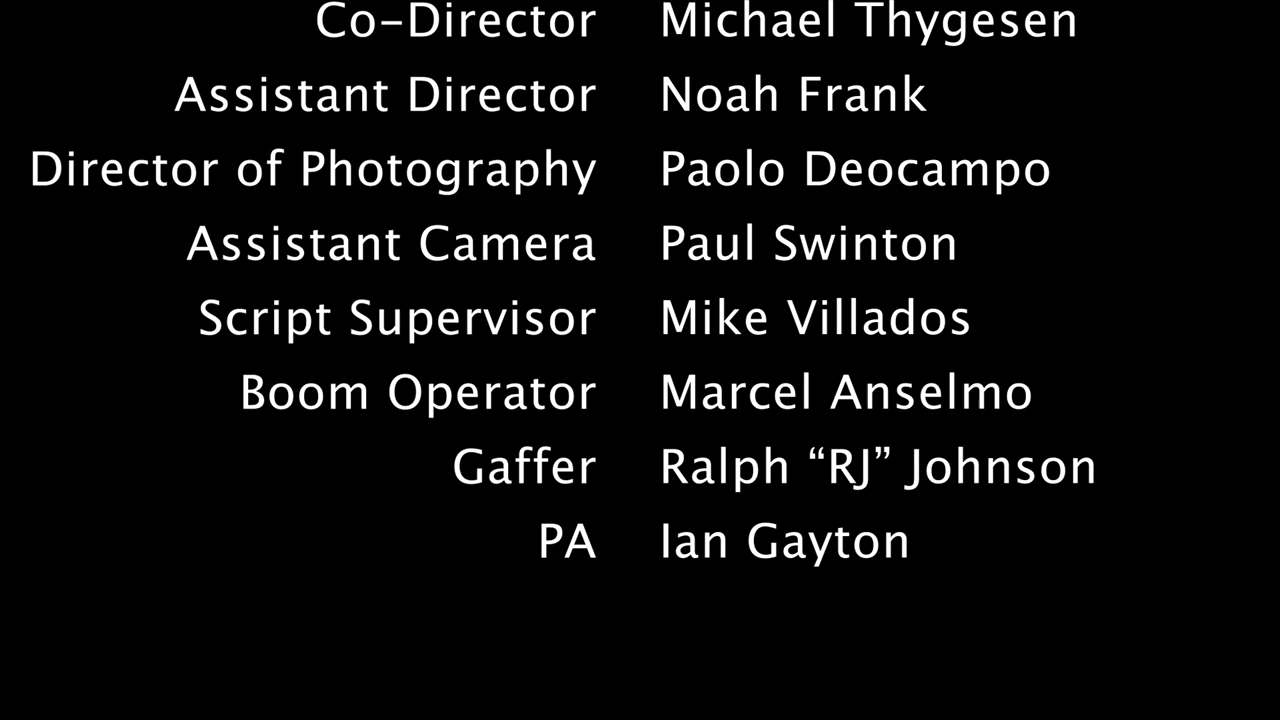 Co-Director Michael Thygesen
Assistant Director Noah Frank
Director of Photography Paolo Deocampo
Assistant Camera Paul Swinton
Script Supervisor Mike Villados
Boom Operator Marcel Anselmo
Gaffer Ralph “RJ” Johnson
PA Ian Gayton